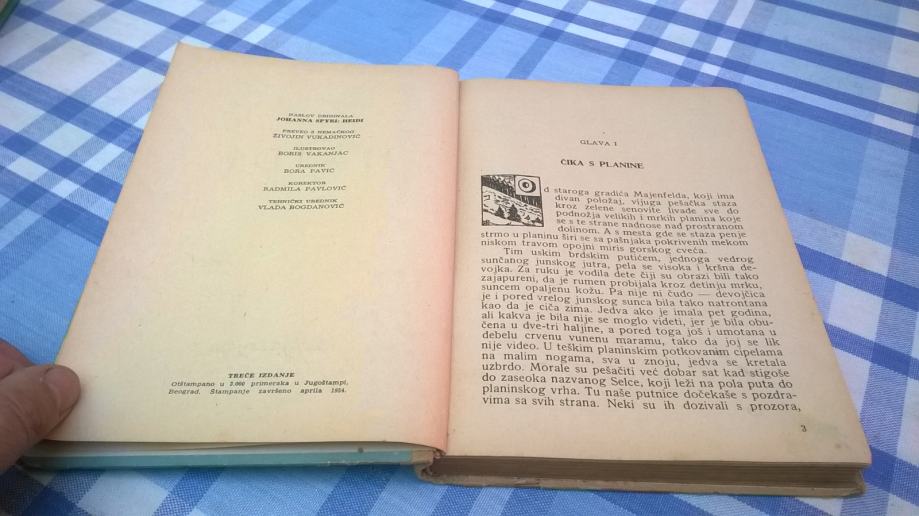 NASLOV ORIGINALA
JOHANNA SPYRI: HEIDI
PREVEO S NEMAČKOG
ŽIVOJIN VUKADINOVIĆ
ILUSTROVAO
BORIS VAKANJAC
UREDNIK
BORA PAVIĆ
KOREKTOR
RADMILA PAVLOVIĆ
TEHNIČKI UREDNIK
VLADA BOGDANOVIĆ
TREĆE IZDANJE
Otštampano u 3.000 primeraka u Jugoštampi,
Beograd. Štampanje završeno aprila 1954.
GLAVA I
ČIKA S PLANINE
d staroga gradića Majenfelda, koji ima
divan položaj, vijuga pešačka staza
kroz zelene senovite livade sve do
podnožja velikih i mrkih planina koje
se s te strane nadnose nad prostranom
dolinom. A s mesta gde se staza penje
strmo u planinu širi se sa pašnjaka pokrivenih mekom
niskom travom opojni miris gorskog cveća.
Tim uskim brdskim putićem, jednoga vedrog
sunčanog junskog jutra, pela se visoka i kršna de-
vojka. Za ruku je vodila dete čiji su obrazi bili tako
zajapureni, da je rumen probijala kroz detinju mrku,
suncem opaljenu kožu. Pa nije ni čudo — devojčica
je i pored vrelog junskog sunca bila tako natrontana
kao da je ciča zima. Jedva ako je imala pet godina,
ali kakva je bila nije se moglo videti, jer je bila obu-
čena u dve-tri haljine, a pored toga još i umotana u
debelu crvenu vunenu maramu, tako da joj se lik
nije video. U teškim planinskim potkovanim cipelama
na malim nogama, sva u znoju, jedva se kretala
uzbrdo. Morale su pešačiti već dobar sat kad stigoše
do zaseoka nazvanog Selce, koji leži na pola puta do
planinskog vrha. Tu naše putnice dočekaše s pozdra-
vima sa svih strana. Neki su ih dozivali s prozora,
3